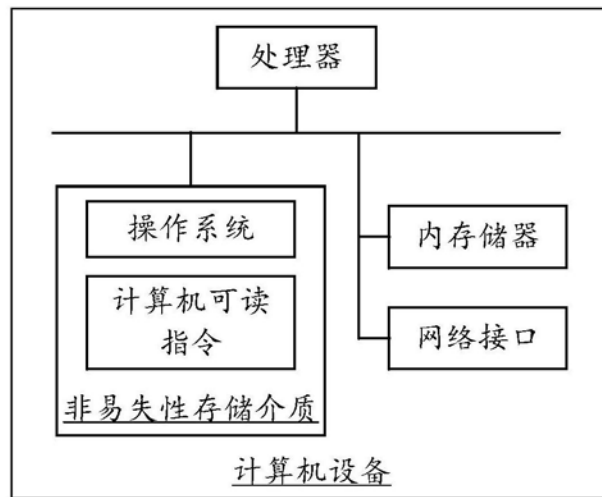 处理器
操作系统
计算机可读
指令
非易失性存储介质
内存储器
网络接口
计算机设备